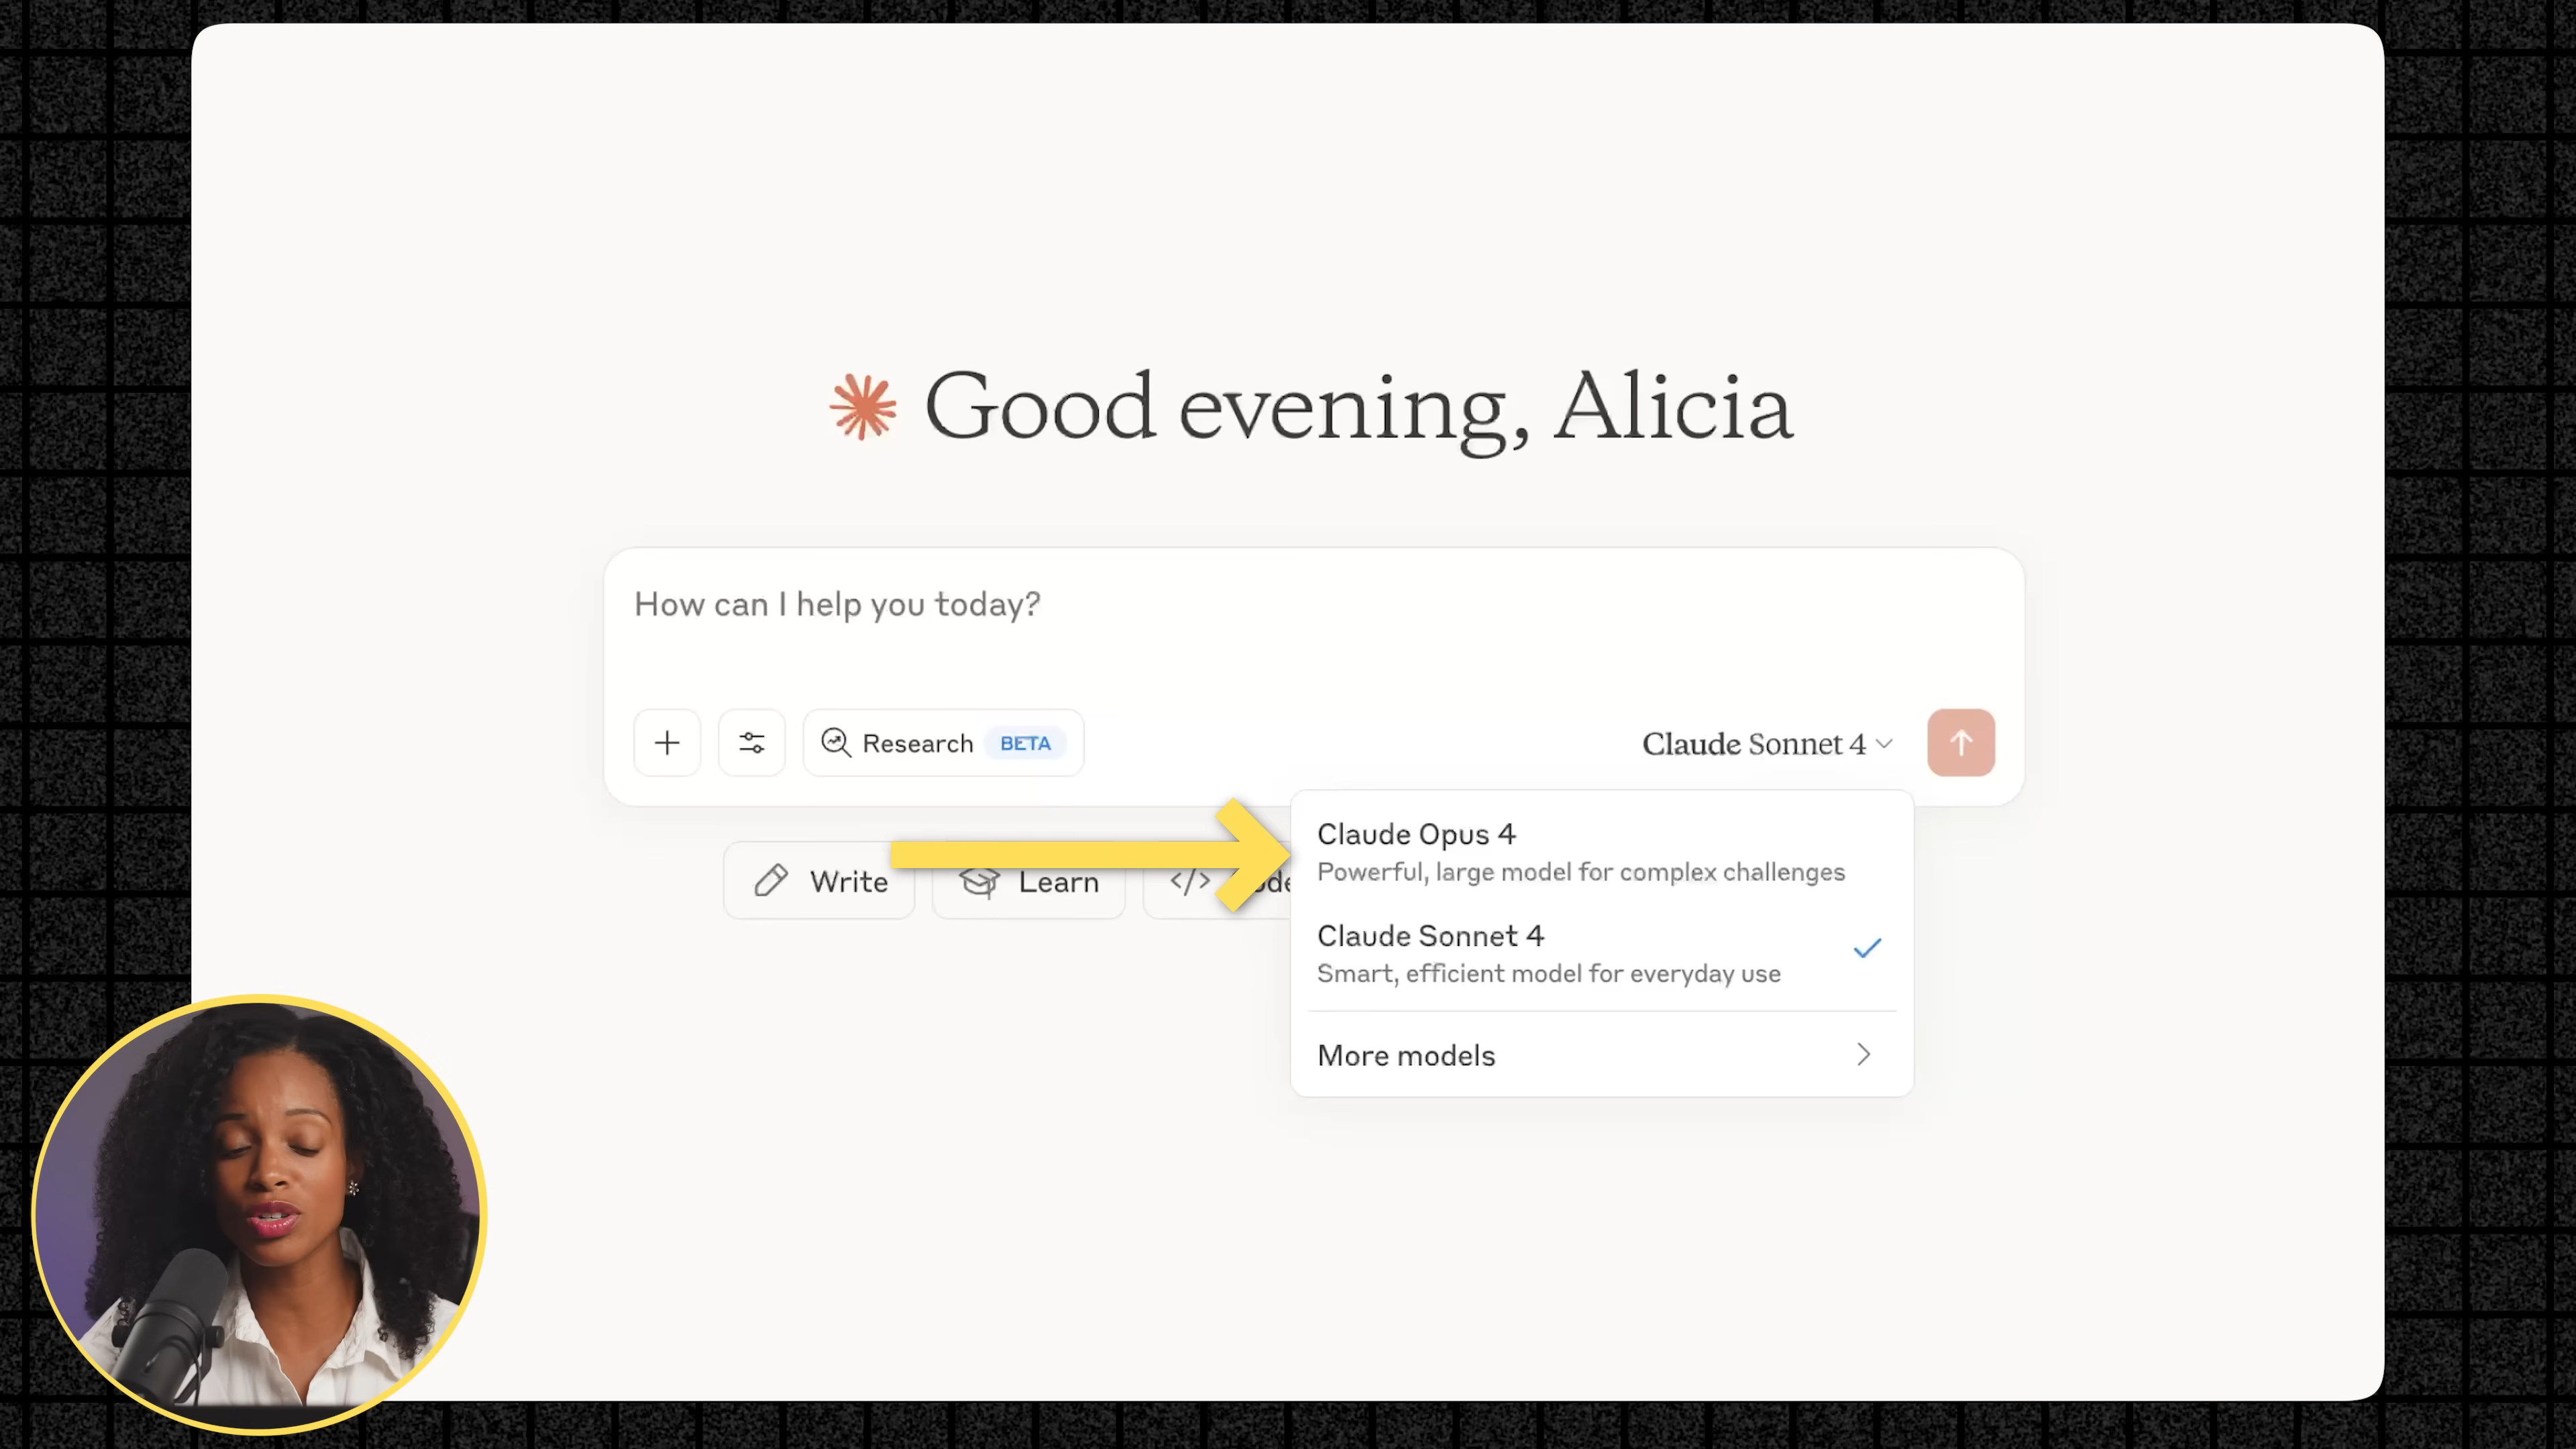 Good evening, Alicia
How can I help you today?
Research BETA
Claude Sonnet 4
Write
Learn
Claude Opus 4
Powerful, large model for complex challenges
Claude Sonnet 4
Smart, efficient model for everyday use
More models